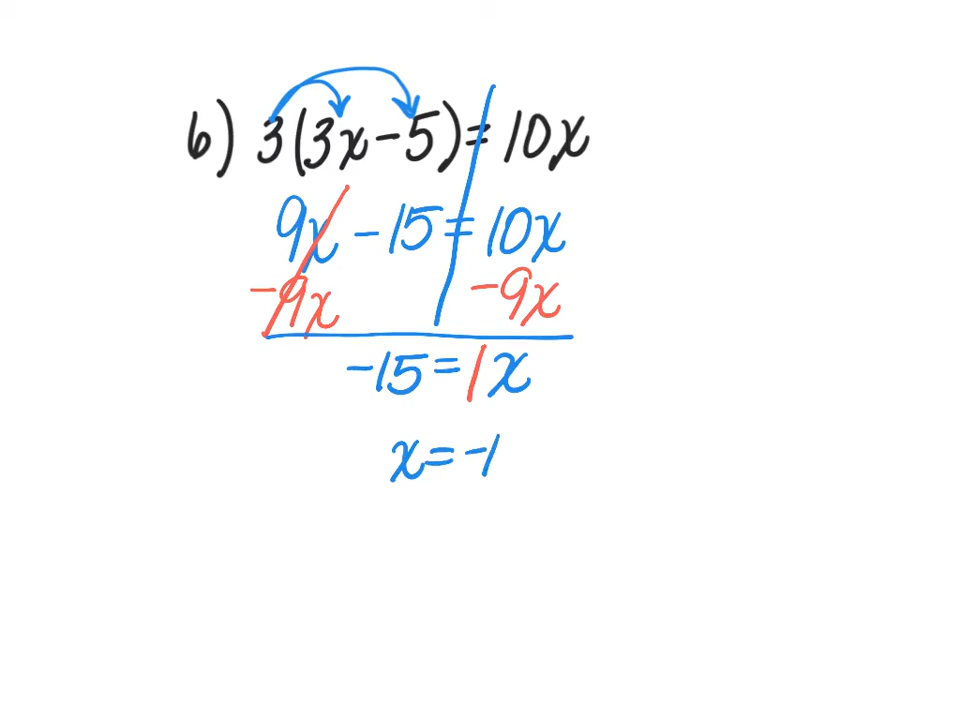 6) 3(3x-5)=10x
9x-15=10x
-9x -9x
-15=1x
x=-1